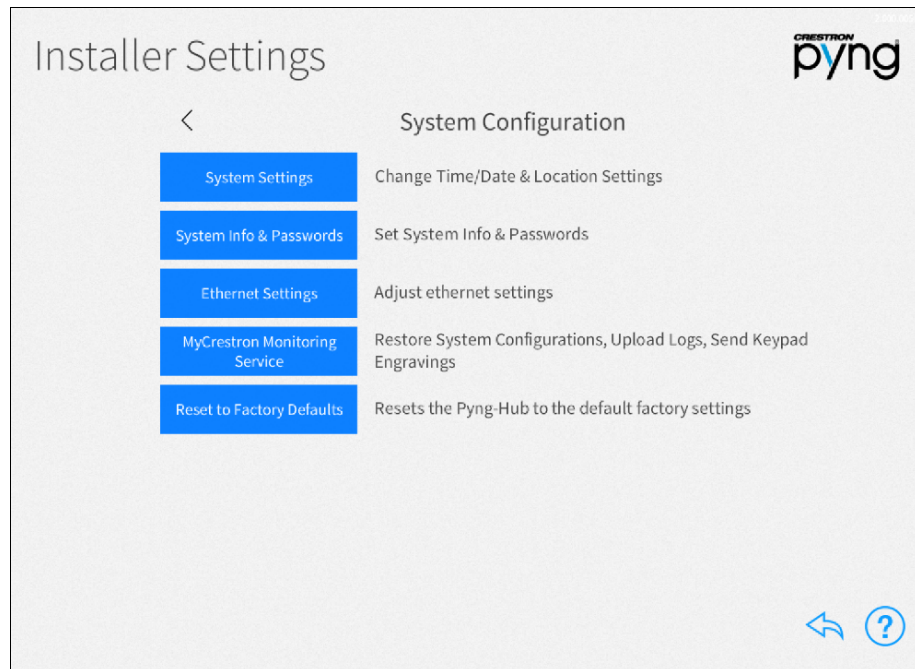 Installer Settings
CRESTRON
pyng
System Configuration
System Settings
Change Time/Date & Location Settings
System Info & Passwords
Set System Info & Passwords
Ethernet Settings
Adjust ethernet settings
MyCrestron Monitoring
Service
Restore System Configurations, Upload Logs, Send Keypad
Engravings
Reset to Factory Defaults
Resets the Pyng-Hub to the default factory settings
?